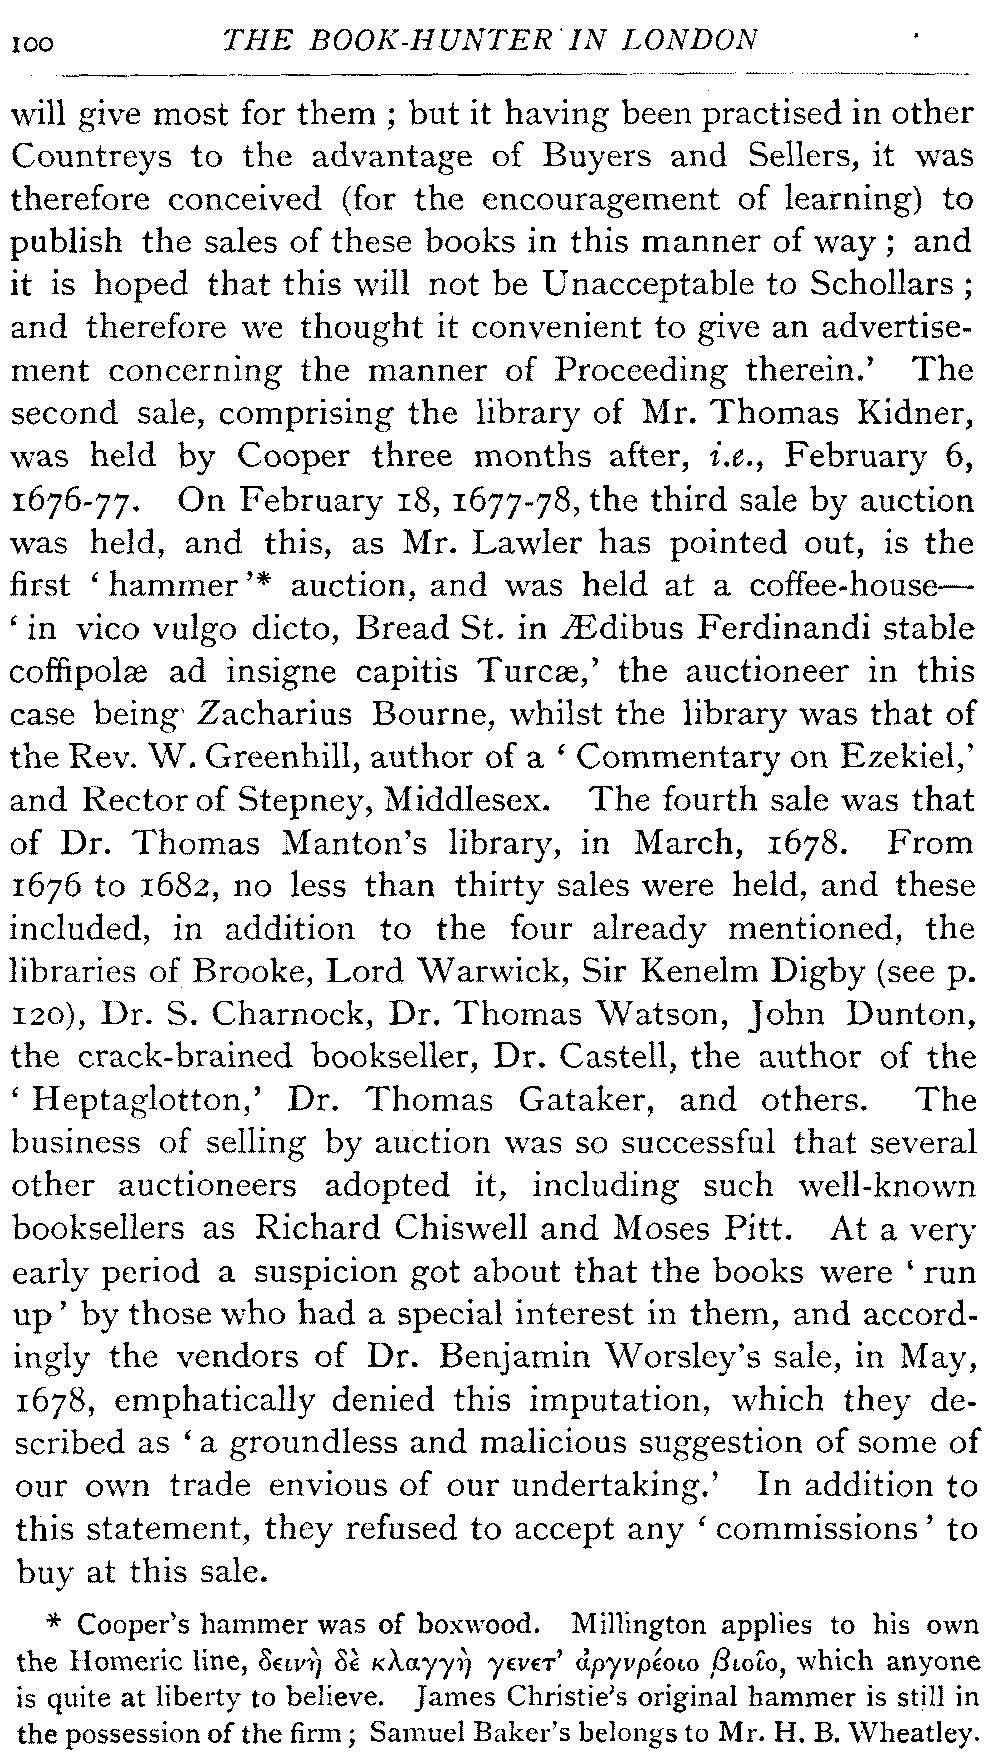 100 THE BOOK-HUNTER IN LONDON
will give most for them ; but it having been practised in other
Countreys to the advantage of Buyers and Sellers, it was
therefore conceived (for the encouragement of learning) to
publish the sales of these books in this manner of way ; and
it is hoped that this will not be Unacceptable to Schollars ;
and therefore we thought it convenient to give an advertise-
ment concerning the manner of Proceeding therein.’ The
second sale, comprising the library of Mr. Thomas Kidner,
was held by Cooper three months after, i.e., February 6,
1676-77. On February 18, 1677-78, the third sale by auction
was held, and this, as Mr. Lawler has pointed out, is the
first ‘ hammer ’* auction, and was held at a coffee-house—
‘ in vico vulgo dicto, Bread St. in Ædibus Ferdinandi stable
coffipolæ ad insigne capitis Turcæ,’ the auctioneer in this
case being Zacharius Bourne, whilst the library was that of
the Rev. W. Greenhill, author of a ‘ Commentary on Ezekiel,’
and Rector of Stepney, Middlesex. The fourth sale was that
of Dr. Thomas Manton’s library, in March, 1678. From
1676 to 1682, no less than thirty sales were held, and these
included, in addition to the four already mentioned, the
libraries of Brooke, Lord Warwick, Sir Kenelm Digby (see p.
120), Dr. S. Charnock, Dr. Thomas Watson, John Dunton,
the crack-brained bookseller, Dr. Castell, the author of the
‘ Heptaglotton,’ Dr. Thomas Gataker, and others. The
business of selling by auction was so successful that several
other auctioneers adopted it, including such well-known
booksellers as Richard Chiswell and Moses Pitt. At a very
early period a suspicion got about that the books were ‘ run
up ’ by those who had a special interest in them, and accord-
ingly the vendors of Dr. Benjamin Worsley’s sale, in May,
1678, emphatically denied this imputation, which they de-
scribed as ‘ a groundless and malicious suggestion of some of
our own trade envious of our undertaking.’ In addition to
this statement, they refused to accept any ‘ commissions ’ to
buy at this sale.
* Cooper’s hammer was of boxwood. Millington applies to his own
the Homeric line, δεινὴ δὲ κλαγγὴ γενετ’ ἀργνρέοιο βιοῖο, which anyone
is quite at liberty to believe. James Christie’s original hammer is still in
the possession of the firm ; Samuel Baker’s belongs to Mr. H. B. Wheatley.